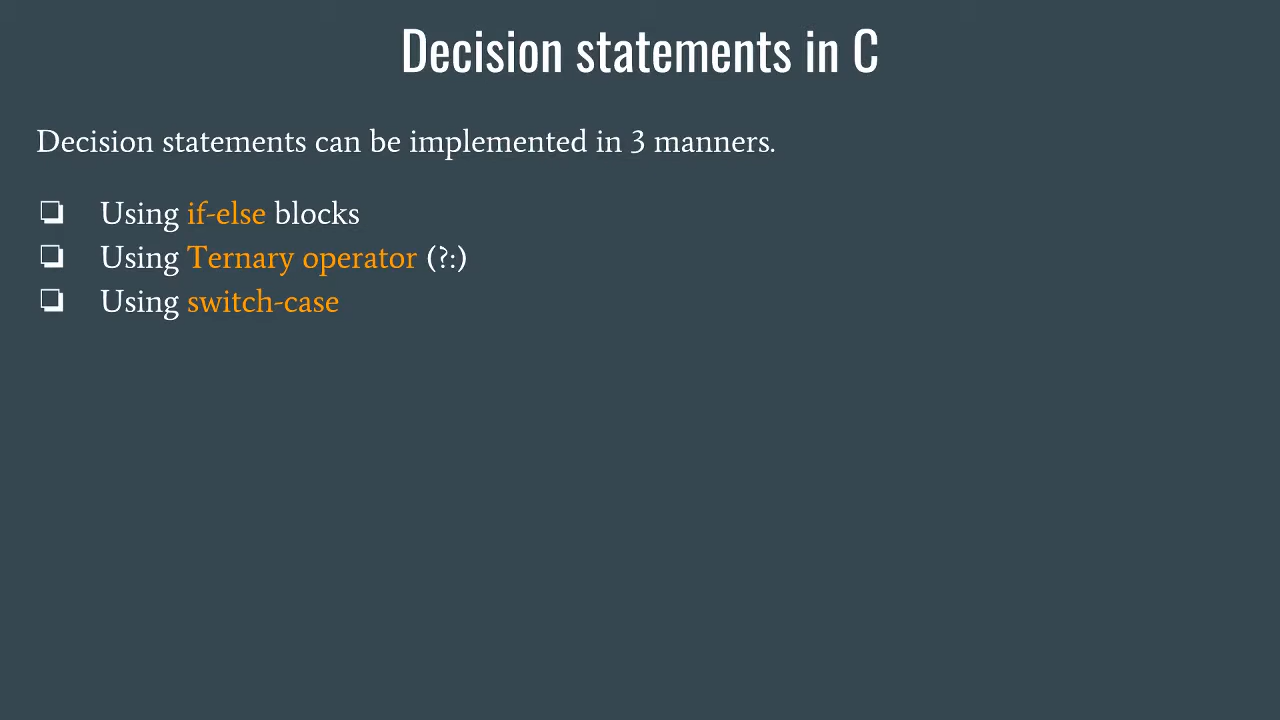 Decision statements in C
Decision statements can be implemented in 3 manners.
❏ Using if-else blocks
❏ Using Ternary operator (?:)
❏ Using switch-case